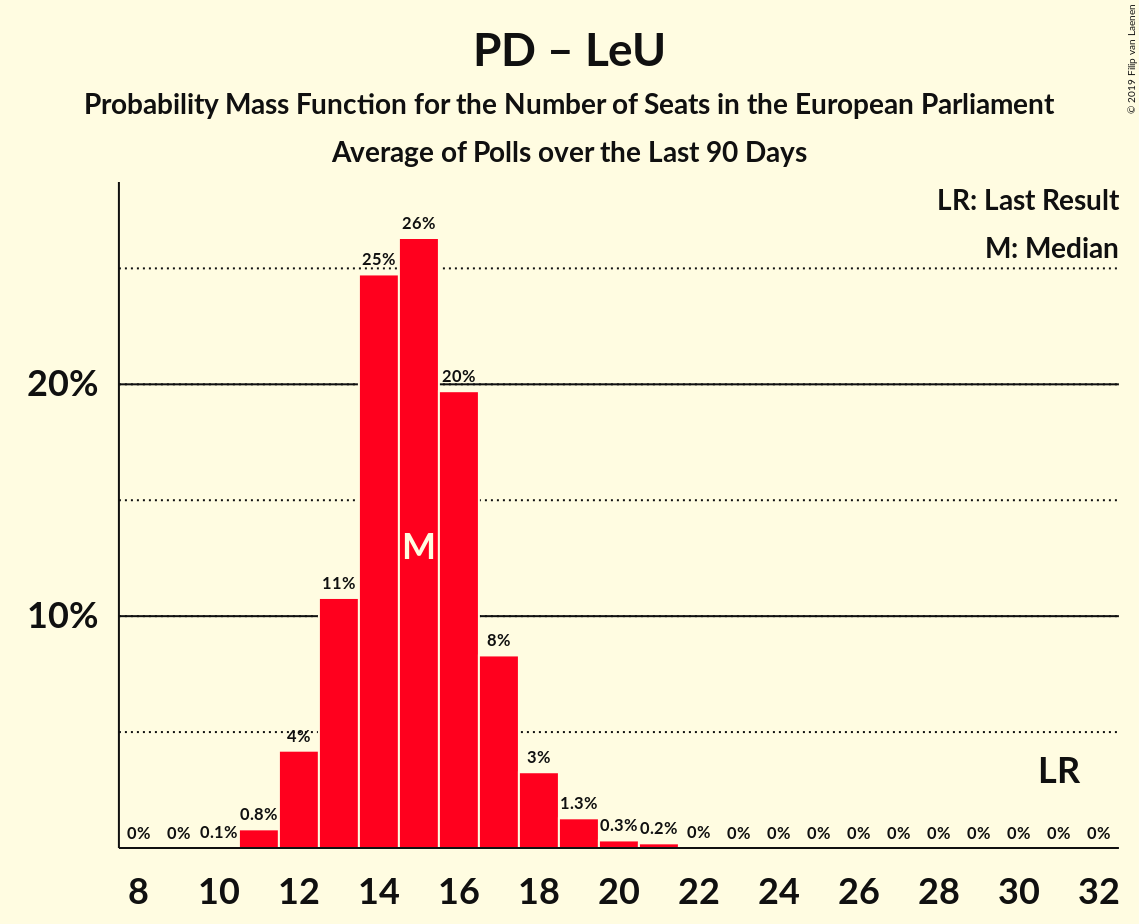 PD – LeU
Probability Mass Function for the Number of Seats in the European Parliament
Average of Polls over the Last 90 Days
© 2019 Filip van Laenen
LR: Last Result
M: Median
26%
25%
20%
20%
M
11%
10%
8%
4%
3%
LR
0% 0% 0.1% 0.8% 1.3% 0.3% 0.2% 0% 0% 0% 0% 0% 0% 0% 0% 0% 0% 0%
8 10 12 14 16 18 20 22 24 26 28 30 32